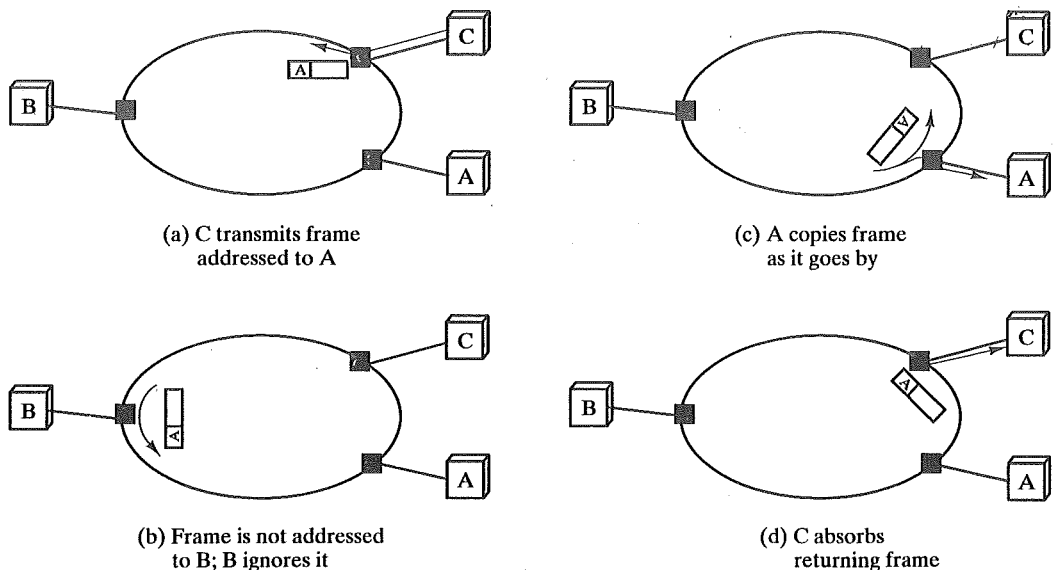 C
A
B
A
(a) C transmits frame
addressed to A
C
B
A
A
(b) Frame is not addressed
to B; B ignores it
C
B
A
A
(c) A copies frame
as it goes by
C
A
B
A
(d) C absorbs
returning frame